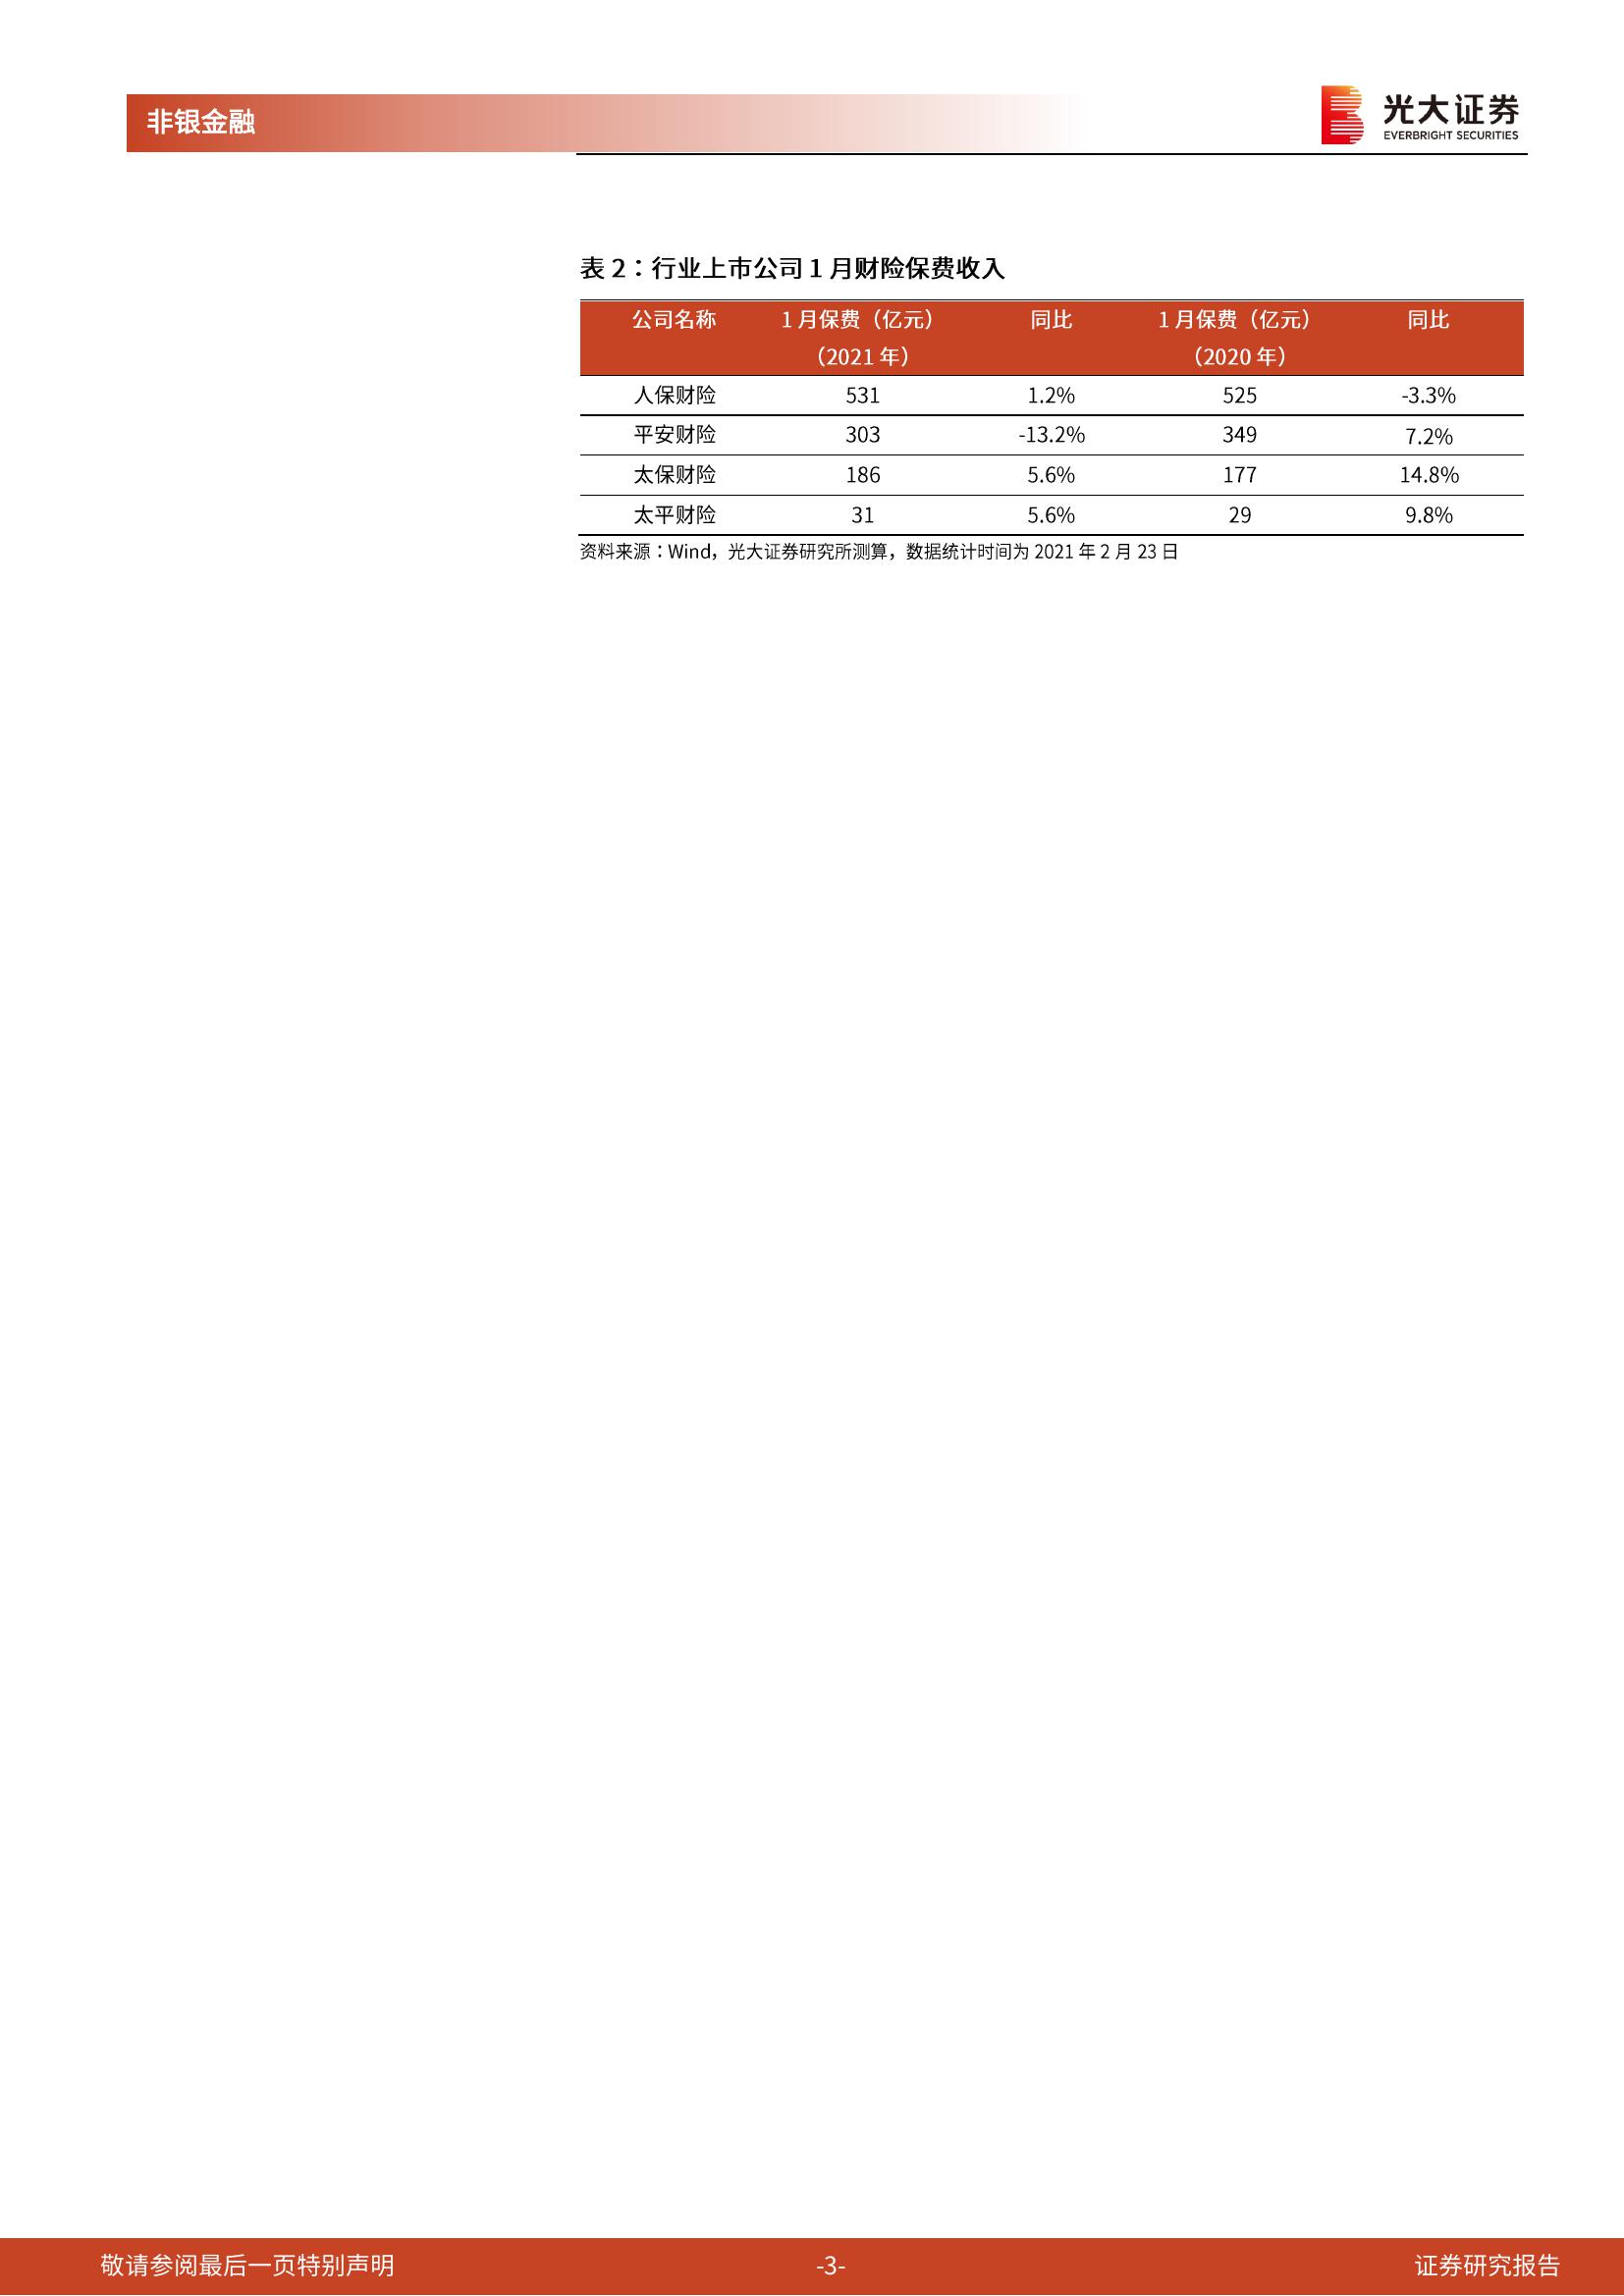 非银金融
光大证券
EVERBRIGHT SECURITIES
表 2：行业上市公司 1 月财险保费收入
公司名称 1 月保费（亿元） 同比 1 月保费（亿元） 同比
（2021 年） （2020 年）
人保财险 531 1.2% 525 -3.3%
平安财险 303 -13.2% 349 7.2%
太保财险 186 5.6% 177 14.8%
太平财险 31 5.6% 29 9.8%
资料来源：Wind，光大证券研究所测算，数据统计时间为 2021 年 2 月 23 日
敬请参阅最后一页特别声明 -3- 证券研究报告